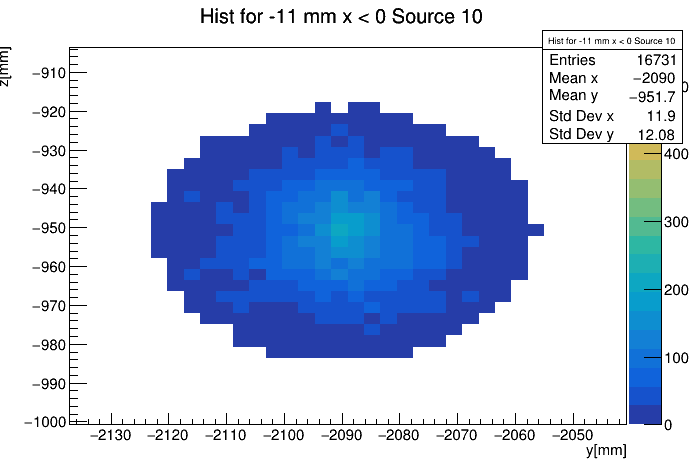 Hist for -11 mm x < 0 Source 10
z[mm]
Hist for -11 mm x < 0 Source 10
Entries 16731
Mean x −2090
Mean y −951.7
Std Dev x 11.9
Std Dev y 12.08
−910
−920
−930
−940
−950
−960
−970
−980
−990
−1000
400
300
200
100
0
−2130 −2120 −2110 −2100 −2090 −2080 −2070 −2060 −2050
y[mm]